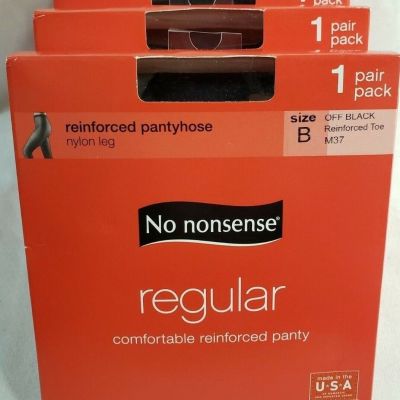 pack
1 pair
pack
1 pair
pack
reinforced pantyhose
nylon leg
size
B
OFF BLACK
Reinforced Toe
M37
No nonsense®
regular
comfortable reinforced panty
made in the
U·S·A